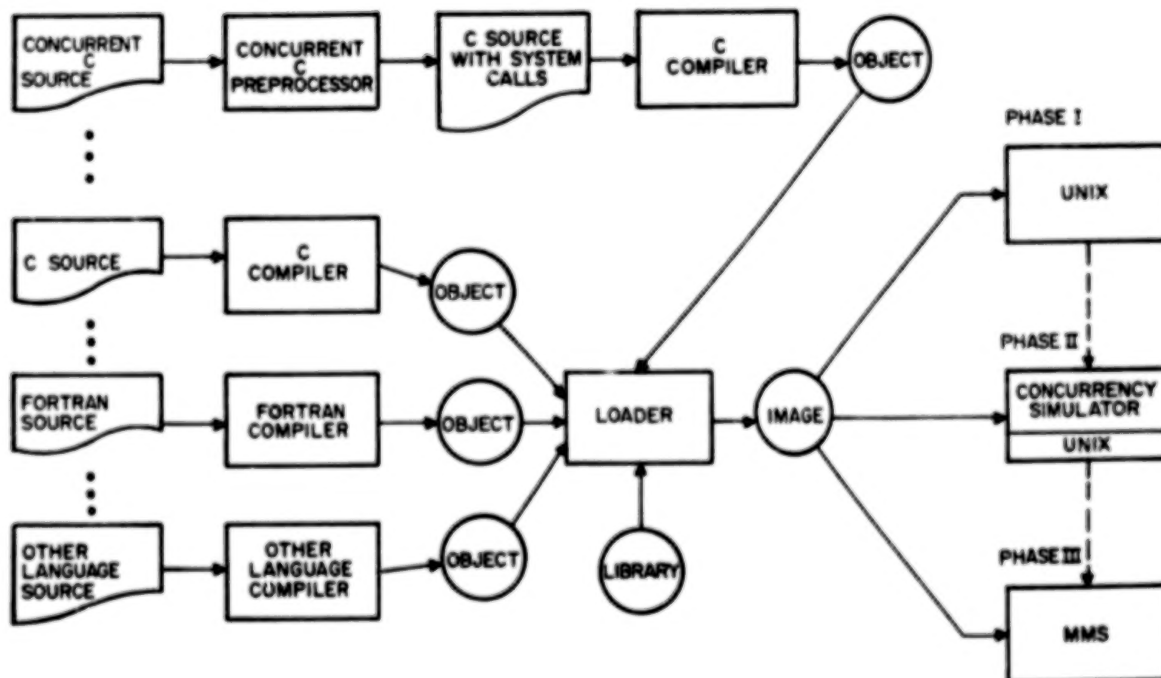 CONCURRENT
C
SOURCE
CONCURRENT
C
PREPROCESSOR
C SOURCE
WITH SYSTEM
CALLS
C
COMPILER
OBJECT
PHASE I
UNIX
C SOURCE
C
COMPILER
OBJECT
PHASE II
CONCURRENCY
SIMULATOR
UNIX
FORTRAN
SOURCE
FORTRAN
COMPILER
OBJECT
LOADER
IMAGE
OTHER
LANGUAGE
SOURCE
OTHER
LANGUAGE
COMPILER
OBJECT
LIBRARY
PHASE III
MMS